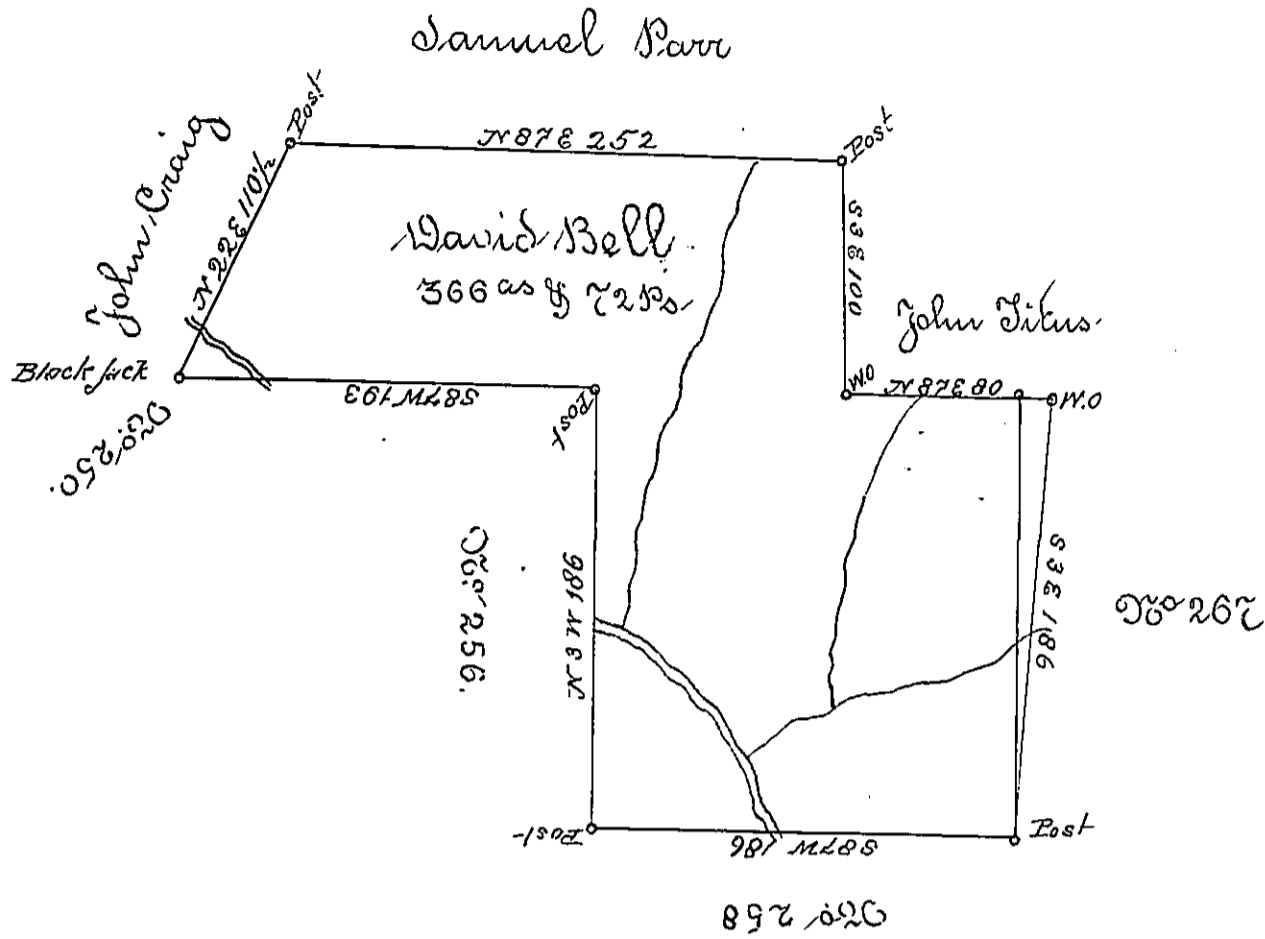 Samuel Parr
John Craig
Post
N 22 E 110 1/2
N 87 E 252
Post
David Bell
366 as & 72 Ps
S 3 E 100
John Titus
Black Jack
S 87 W 193
Post
W.O
N 87 E 80
W.O
No. 250.
No. 256.
N 3 W 186
S 3 E 186
No 267
Post
S 87 W 186
Post
No. 258